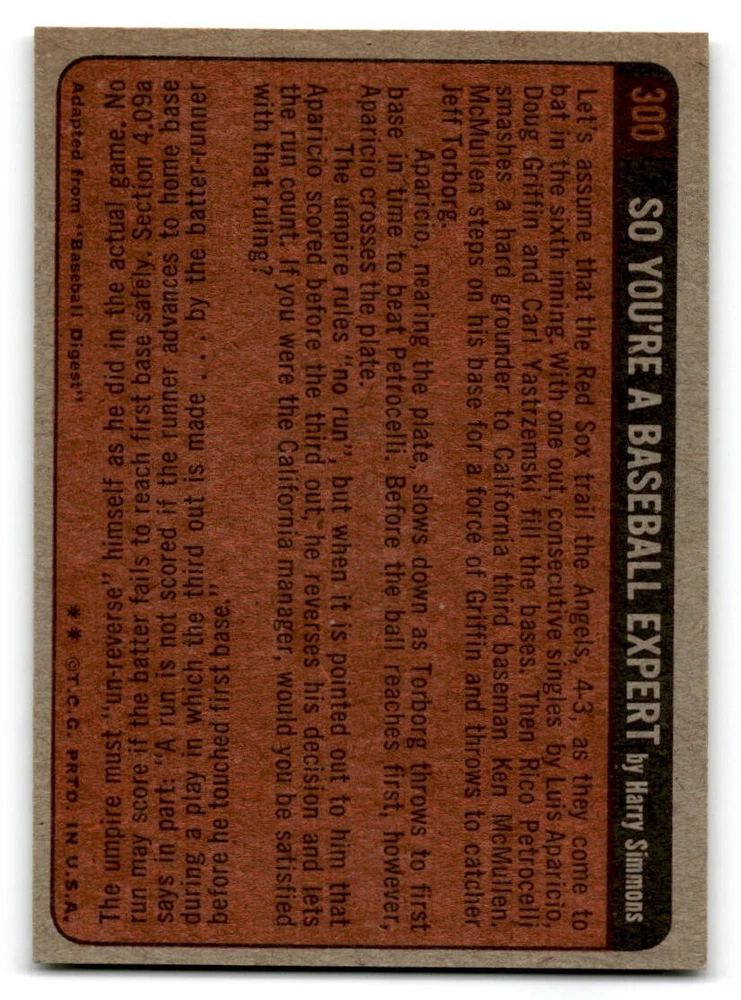 300 SO YOU'RE A BASEBALL EXPERT by Harry Simmons
Let's assume that the Red Sox trail the Angels, 4-3, as they come to
bat in the sixth inning. With one out, consecutive singles by Luis Aparicio,
Doug Griffin and Carl Yastrzemski fill the bases. Then Rico Petrocelli
smashes a hard grounder to California third baseman Ken McMullen.
McMullen steps on his base for a force of Griffin and throws to catcher
Jeff Torborg.
Aparicio, nearing the plate, slows down as Torborg throws to first
base in time to beat Petrocelli. Before the ball reaches first, however,
Aparicio crosses the plate.
The umpire rules "no run", but when it is pointed out to him that
Aparicio scored before the third out, he reverses his decision and lets
the run count. If you were the California manager, would you be satisfied
with that ruling?
The umpire must "un-reverse" himself as he did in the actual game. No
run may score if the batter fails to reach first base safely. Section 4.09a
says in part: "A run is not scored if the runner advances to home base
during a play in which the third out is made . . . . by the batter-runner
before he touched first base."
Adapted from "Baseball Digest" ** ©T.C.G. PRTD. IN U.S.A.